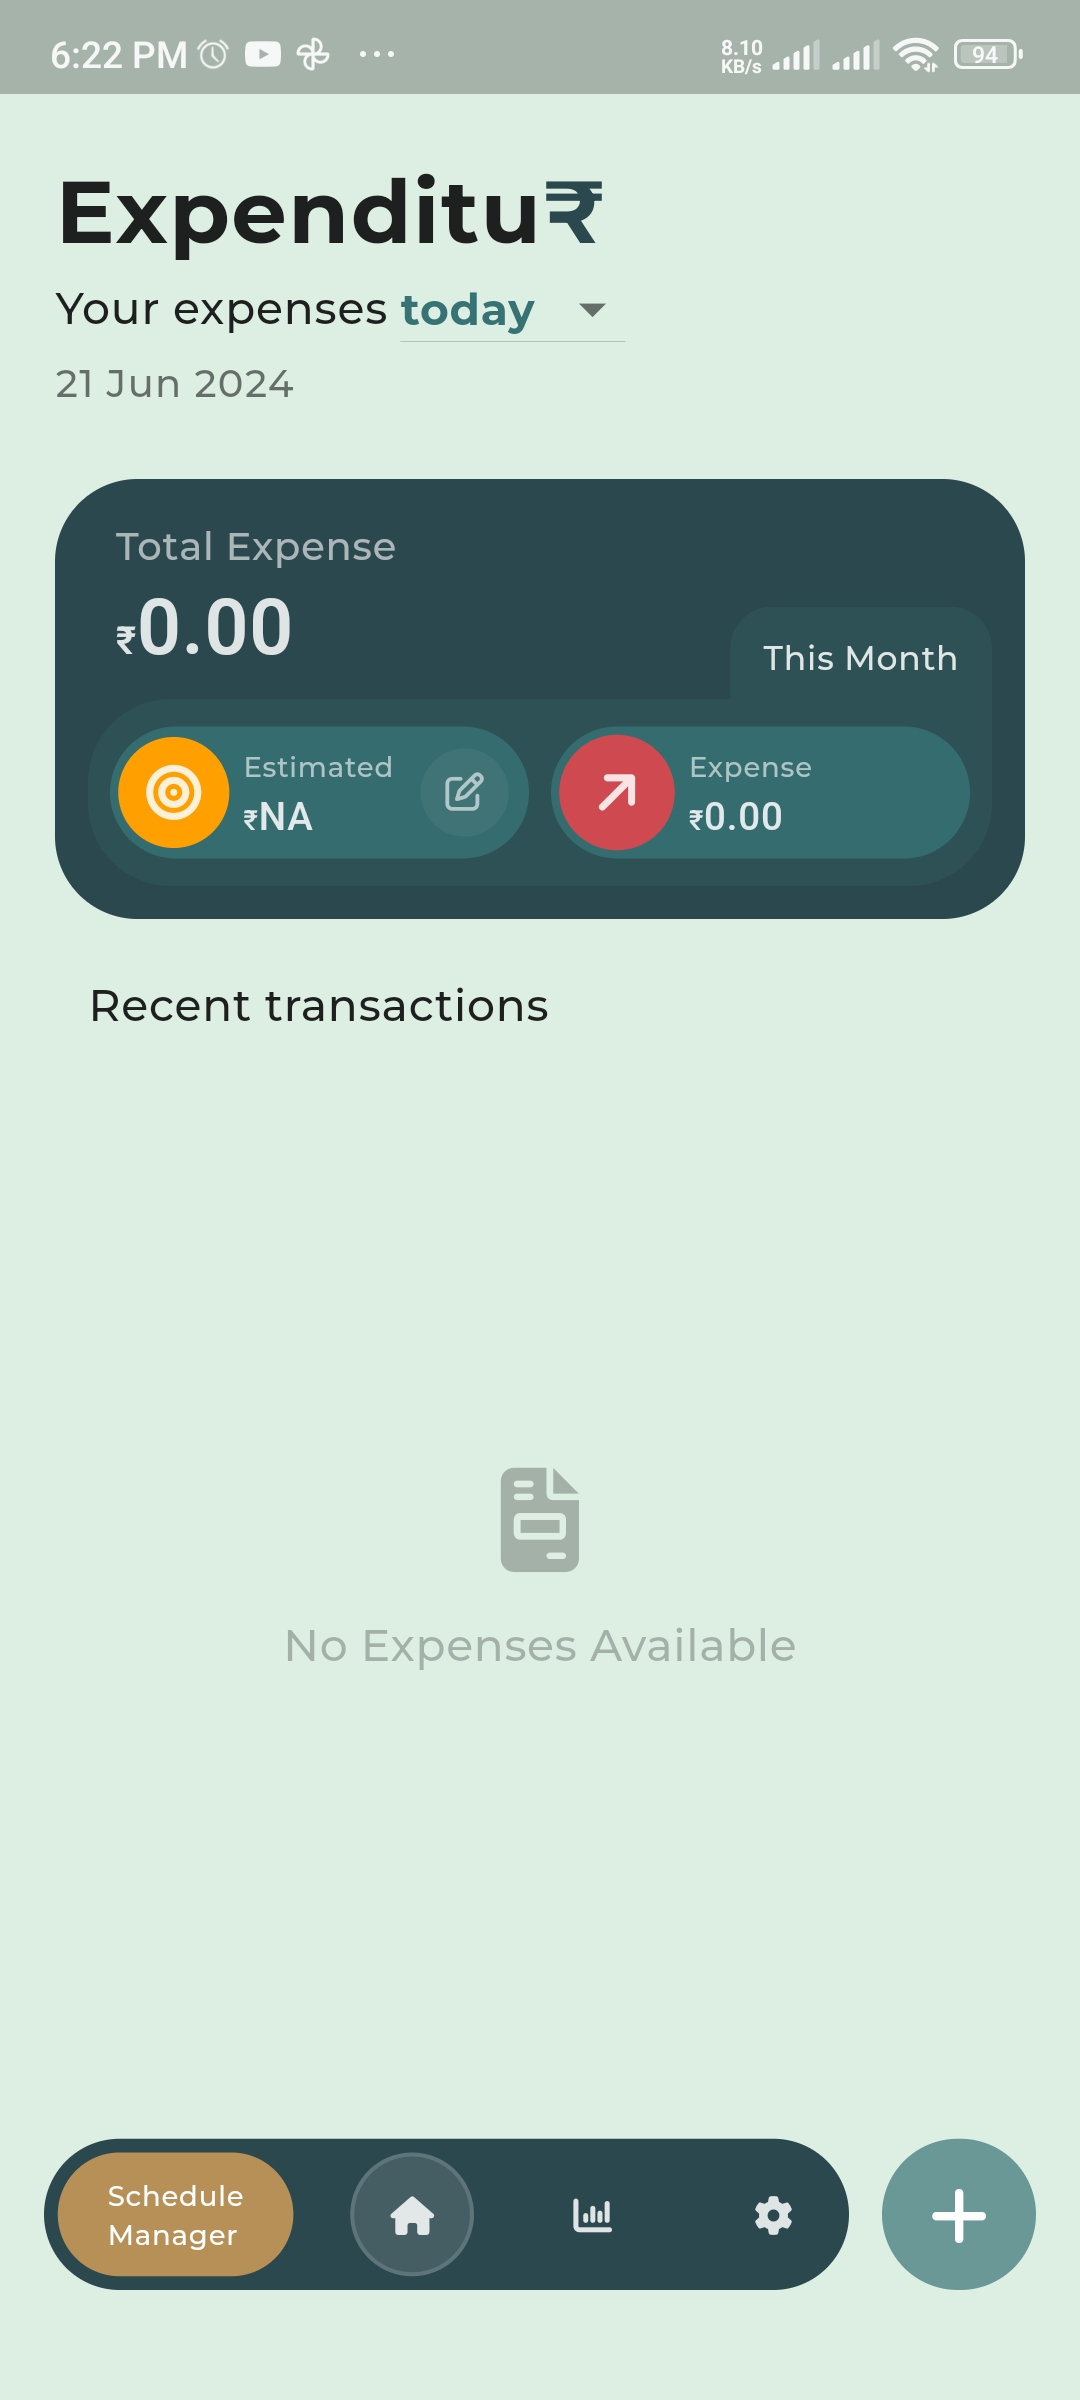 6:22 PM
8.10
KB/s
94
Expenditu₹
Your expenses today
21 Jun 2024
Total Expense
₹0.00
This Month
Estimated
₹NA
Expense
₹0.00
Recent transactions
No Expenses Available
Schedule
Manager